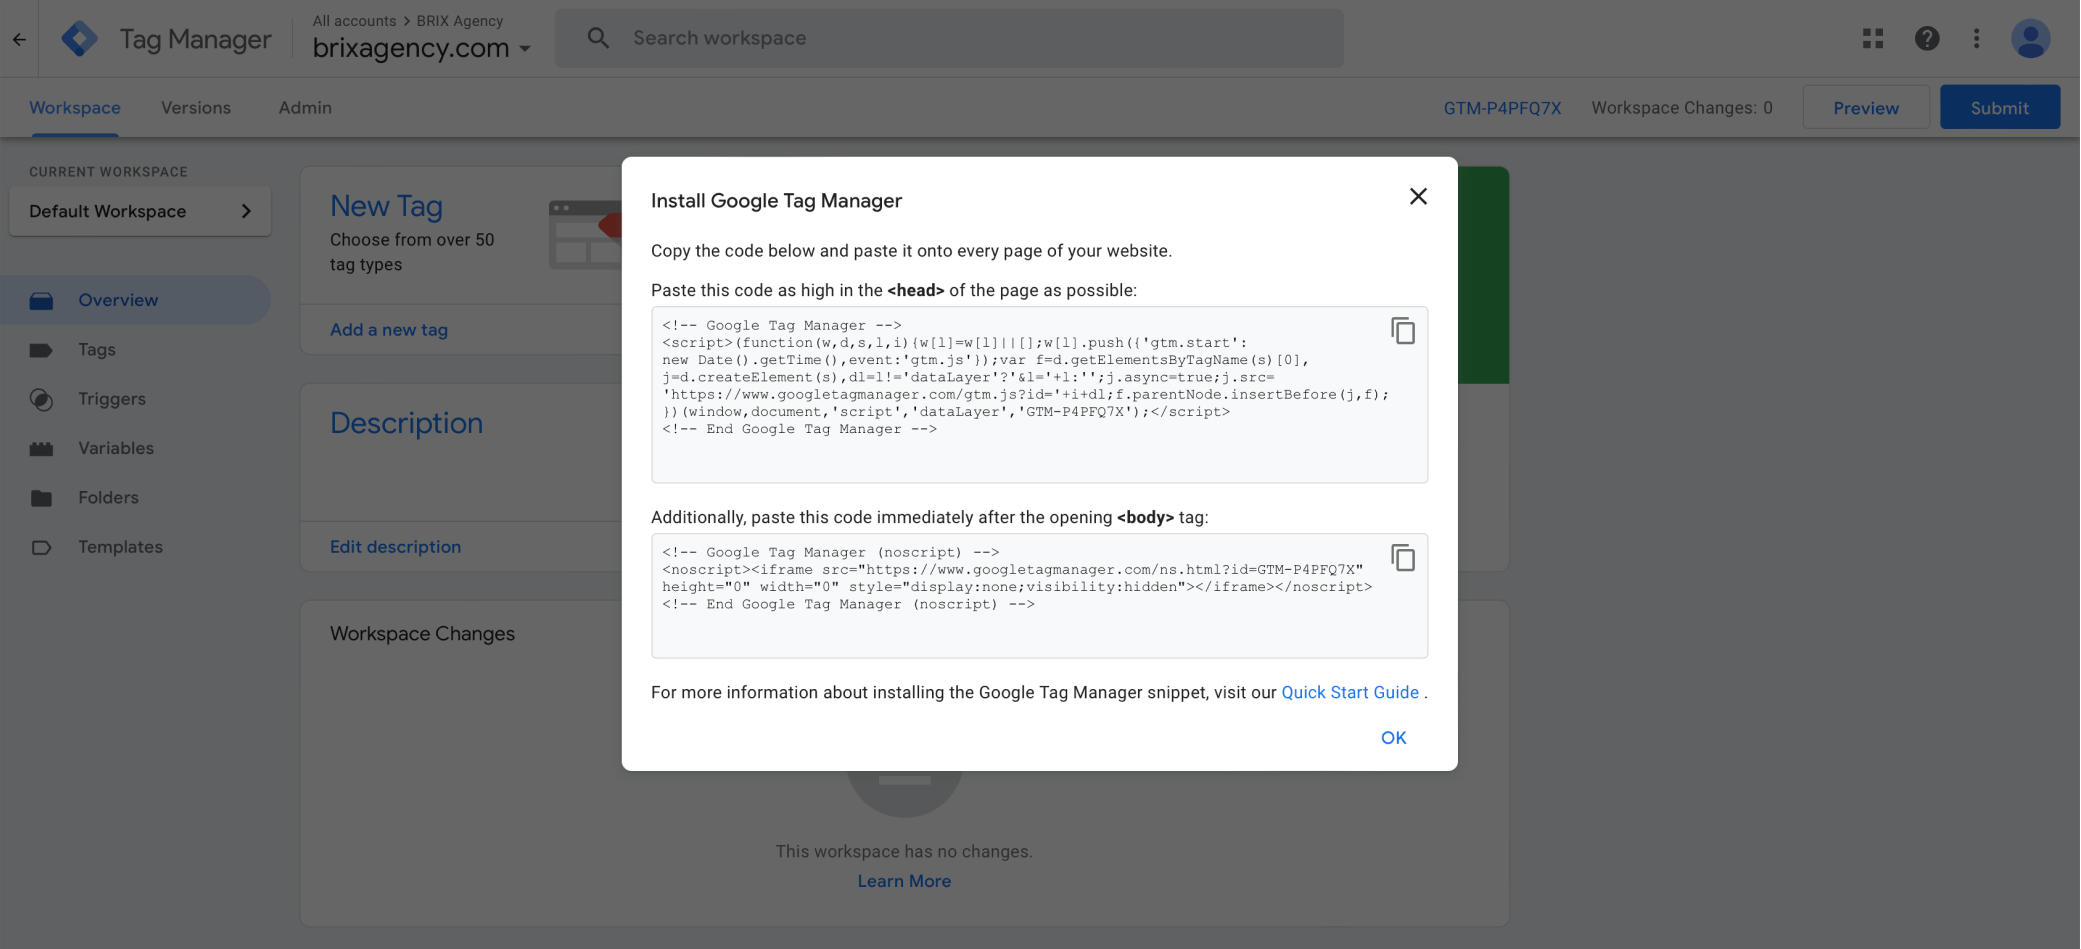 Tag Manager
All accounts > BRIX Agency
brixagency.com
Search workspace
Workspace
Versions
Admin
GTM-P4PFQ7X
Workspace Changes: 0
Preview
Submit
CURRENT WORKSPACE
Default Workspace
Overview
Tags
Triggers
Variables
Folders
Templates
New Tag
Choose from over 50
tag types
Add a new tag
Description
Edit description
Workspace Changes
This workspace has no changes.
Learn More
Install Google Tag Manager
Copy the code below and paste it onto every page of your website.
Paste this code as high in the <head> of the page as possible:
<!-- Google Tag Manager -->
<script>(function(w,d,s,l,i){w[l]=w[l]||[];w[l].push({'gtm.start':
new Date().getTime(),event:'gtm.js'});var f=d.getElementsByTagName(s)[0],
j=d.createElement(s),dl=l!='dataLayer'?'&l='+l:'';j.async=true;j.src=
'https://www.googletagmanager.com/gtm.js?id='+i+dl;f.parentNode.insertBefore(j,f);
})(window,document,'script','dataLayer','GTM-P4PFQ7X');</script>
<!-- End Google Tag Manager -->
Additionally, paste this code immediately after the opening <body> tag:
<!-- Google Tag Manager (noscript) -->
<noscript><iframe src="https://www.googletagmanager.com/ns.html?id=GTM-P4PFQ7X"
height="0" width="0" style="display:none;visibility:hidden"></iframe></noscript>
<!-- End Google Tag Manager (noscript) -->
For more information about installing the Google Tag Manager snippet, visit our Quick Start Guide .
OK